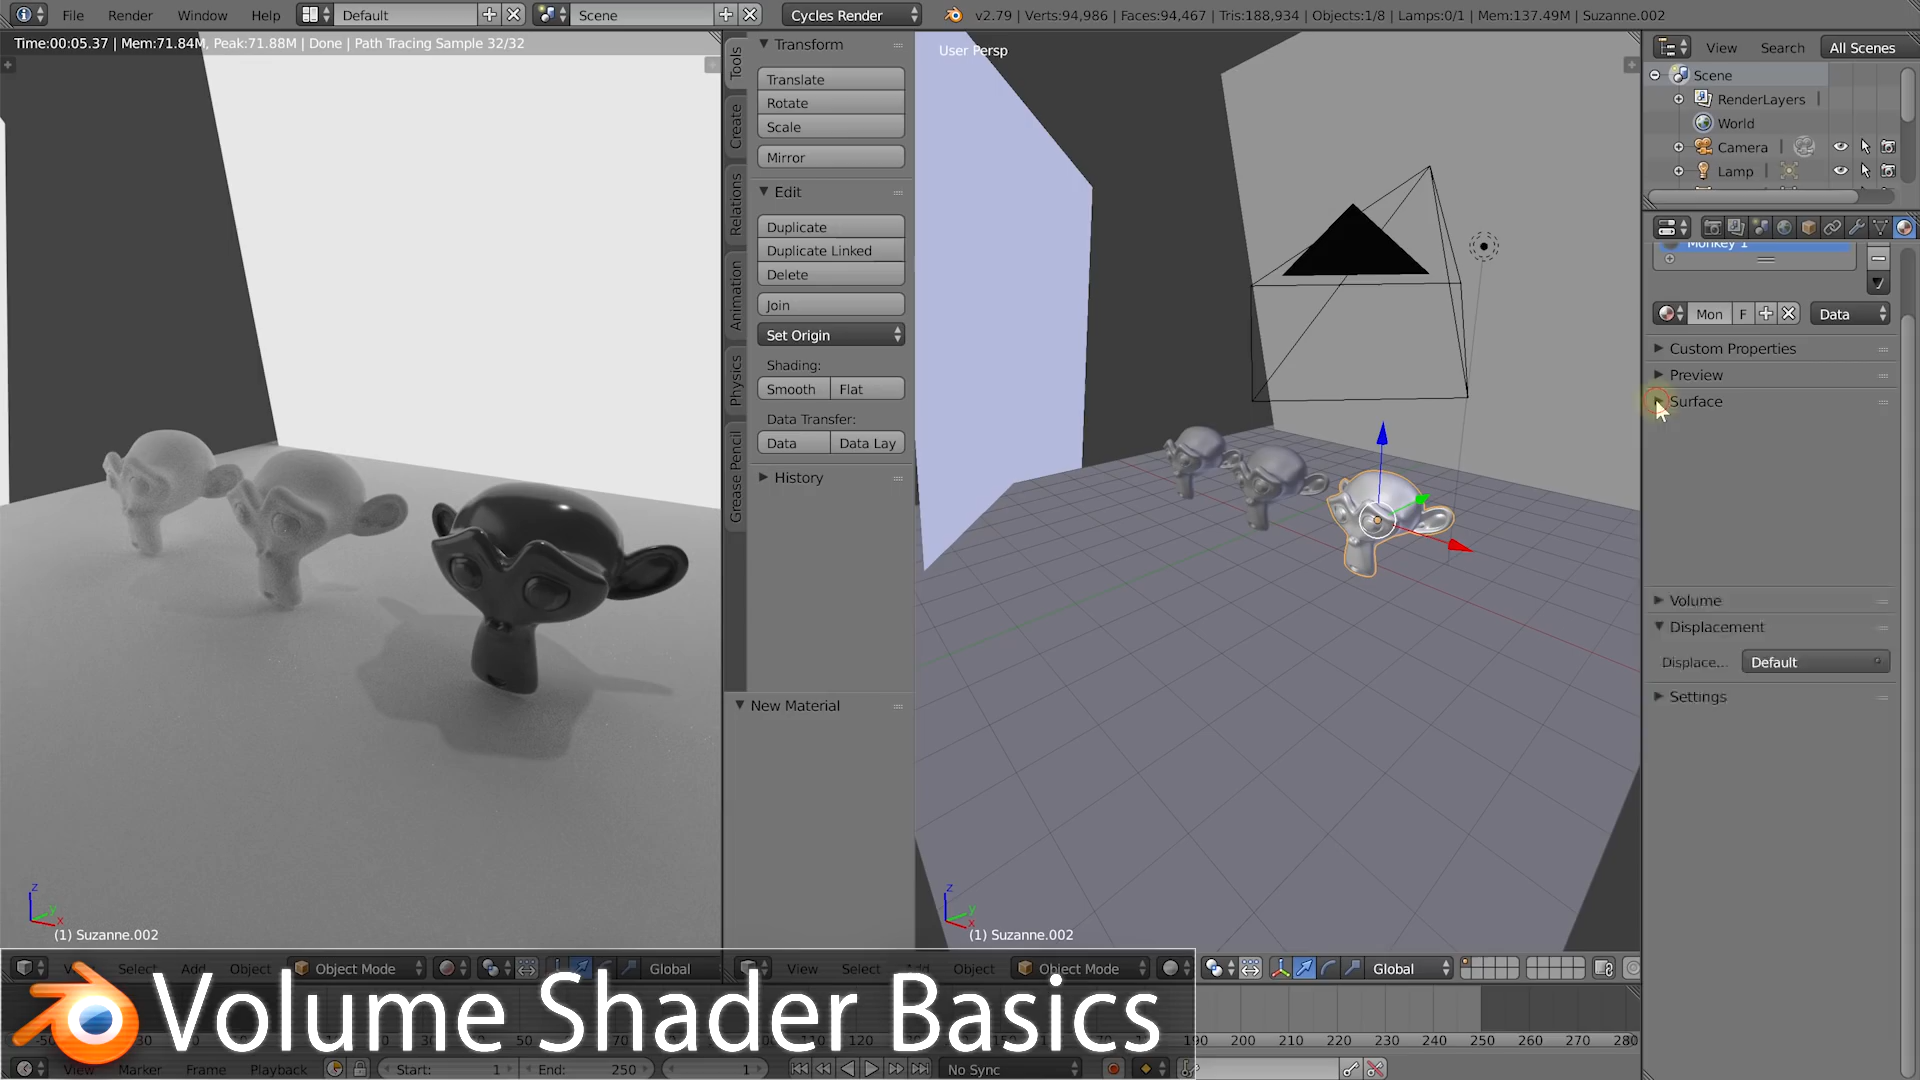 File Render Window Help Default Scene Cycles Render v2.79 | Verts:94,986 | Faces:94,467 | Tris:188,934 | Objects:1/8 | Lamps:0/1 | Mem:137.49M | Suzanne.002
Time:00:05.37 | Mem:71.84M, Peak:71.88M | Done | Path Tracing Sample 32/32
Tools
Create
Relations
Animation
Physics
Grease Pencil
Transform
Translate
Rotate
Scale
Mirror
Edit
Duplicate
Duplicate Linked
Delete
Join
Set Origin
Shading:
Smooth Flat
Data Transfer:
Data Data Lay
History
New Material
User Persp
View Search All Scenes
Scene
RenderLayers
World
Camera
Lamp
Monkey 1
Mon F Data
Custom Properties
Preview
Surface
Volume
Displacement
Displace... Default
Settings
z
y
x
(1) Suzanne.002
z
y
x
(1) Suzanne.002
Select Add Object Object Mode Global
View Select Object Object Mode Global
Volume Shader Basics
190 200 210 220 230 240 250 260 270 280
View Marker Frame Playback Start: 1 End: 250 1 No Sync